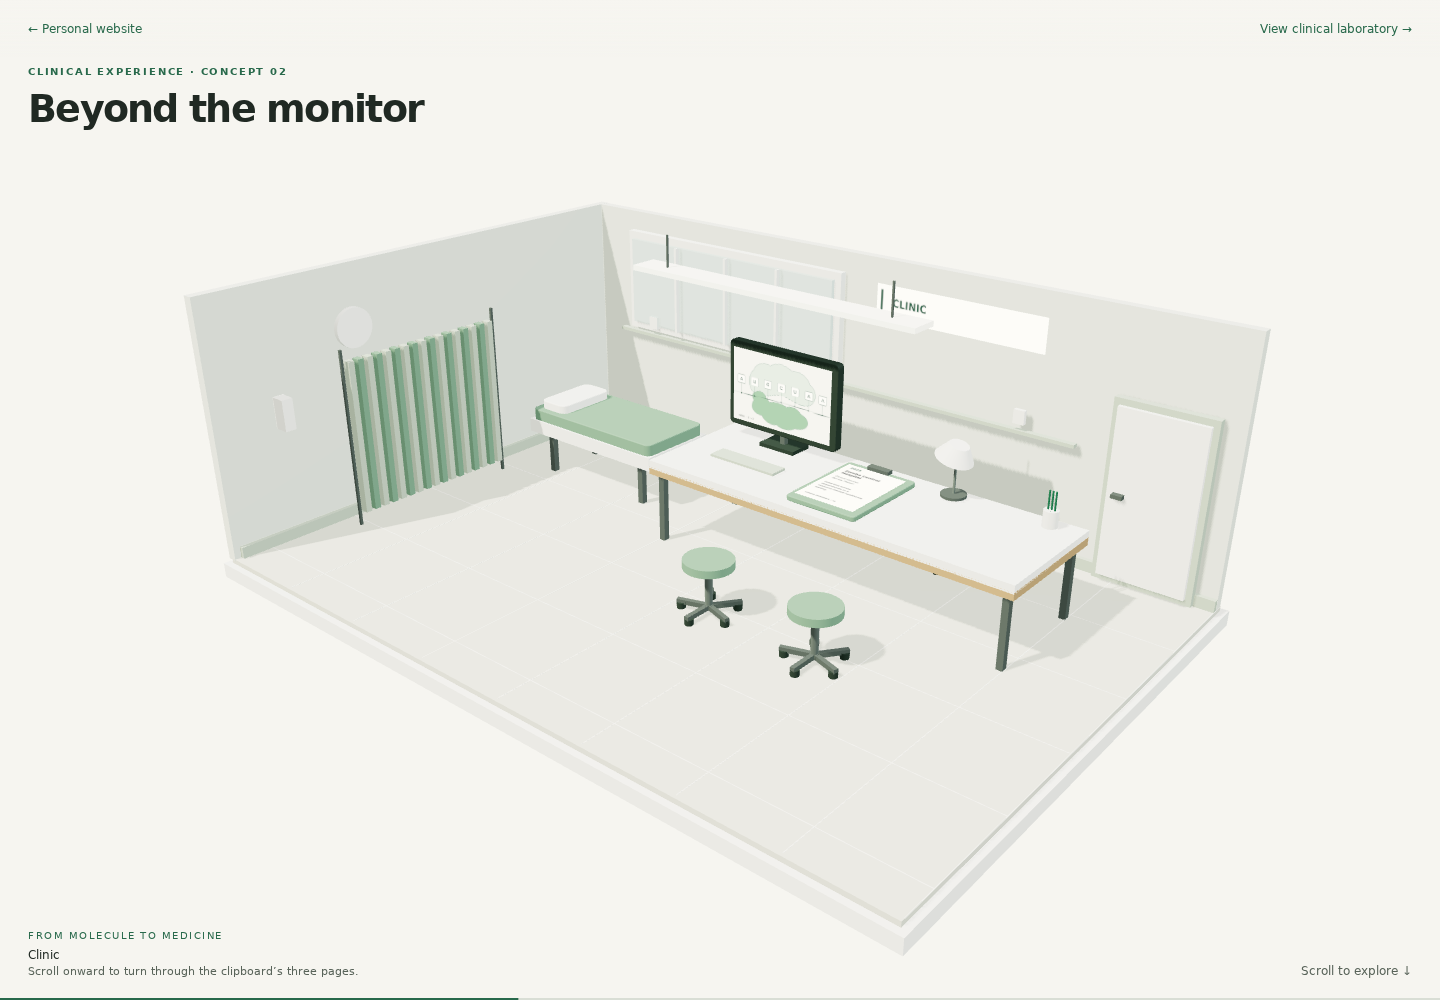 ← Personal website
View clinical laboratory →
CLINICAL EXPERIENCE · CONCEPT 02
Beyond the monitor
CLINIC
FROM MOLECULE TO MEDICINE
Clinic
Scroll onward to turn through the clipboard’s three pages.
Scroll to explore ↓